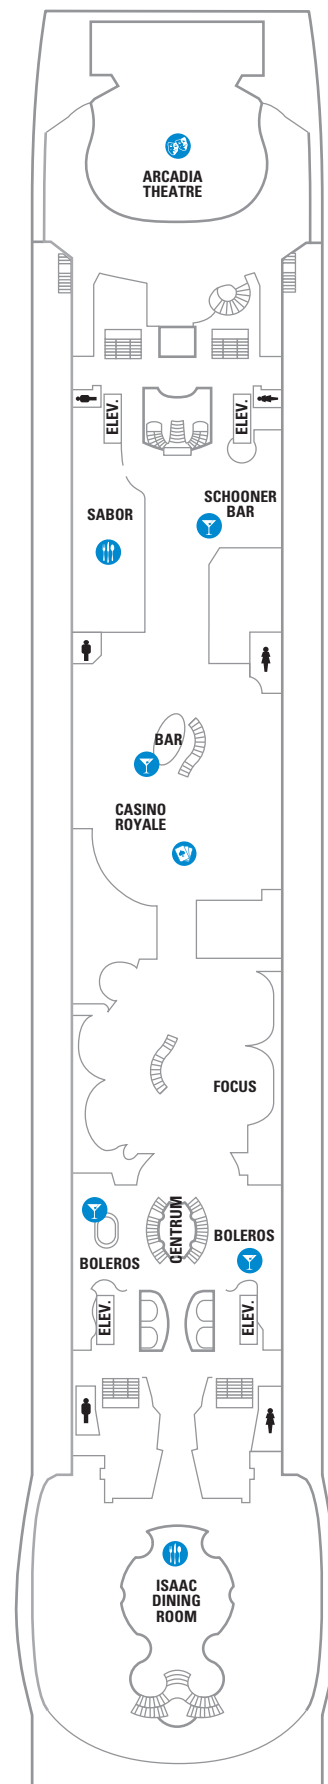 ARCADIA
THEATRE
ELEV.
ELEV.
SABOR
SCHOONER
BAR
BAR
CASINO
ROYALE
FOCUS
CENTRUM
BOLEROS
BOLEROS
ELEV.
ELEV.
ISAAC
DINING
ROOM